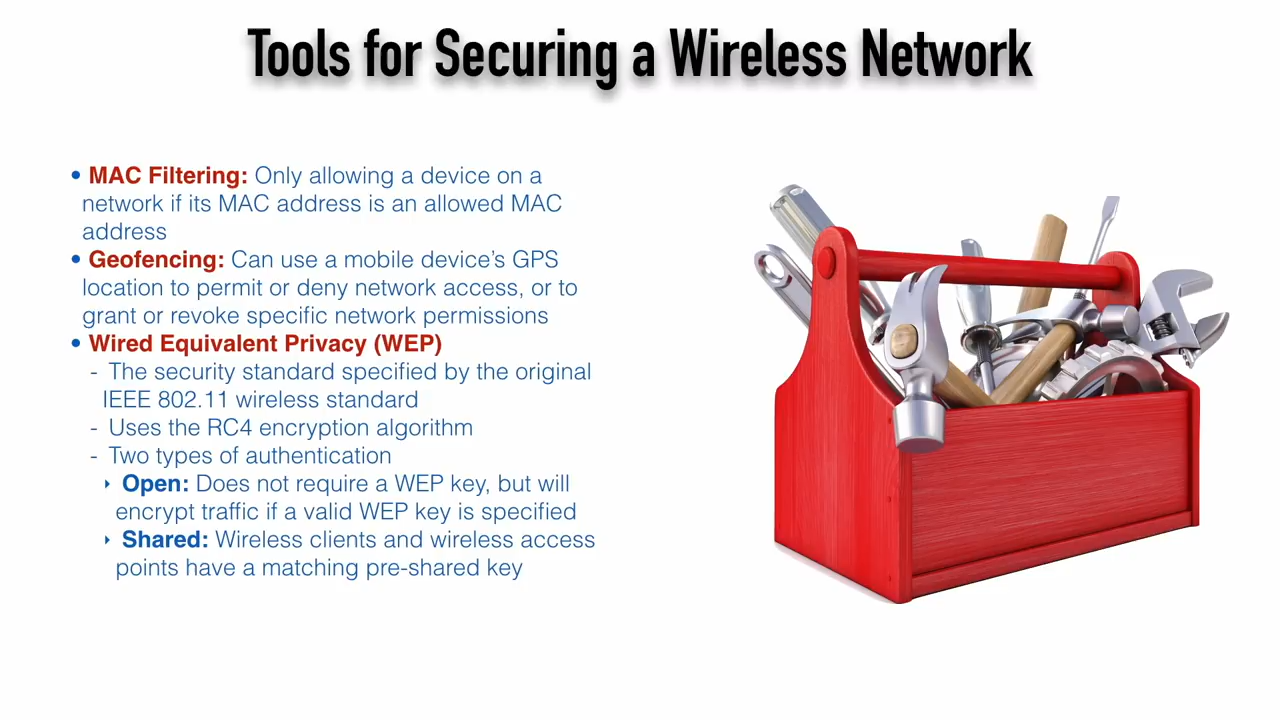 Tools for Securing a Wireless Network
• MAC Filtering: Only allowing a device on a
network if its MAC address is an allowed MAC
address
• Geofencing: Can use a mobile device’s GPS
location to permit or deny network access, or to
grant or revoke specific network permissions
• Wired Equivalent Privacy (WEP)
- The security standard specified by the original
IEEE 802.11 wireless standard
- Uses the RC4 encryption algorithm
- Two types of authentication
‣ Open: Does not require a WEP key, but will
encrypt traffic if a valid WEP key is specified
‣ Shared: Wireless clients and wireless access
points have a matching pre-shared key